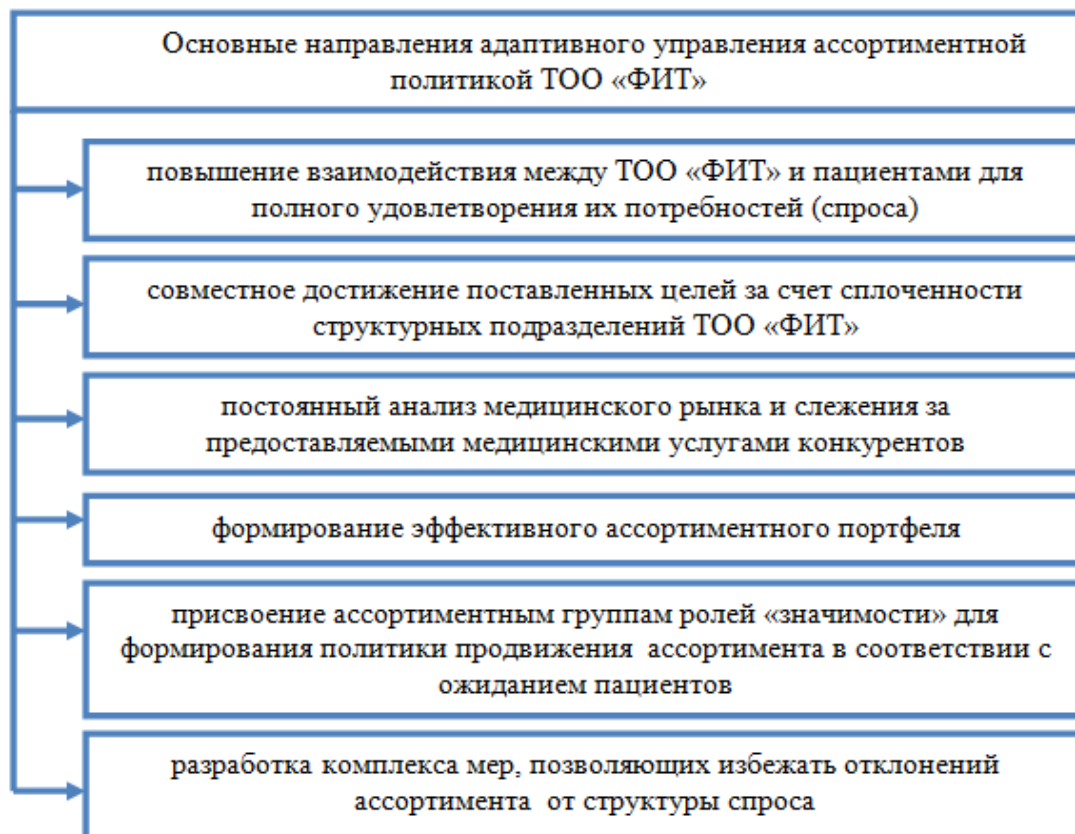 Основные направления адаптивного управления ассортиментной
политикой ТОО «ФИТ»
повышение взаимодействия между ТОО «ФИТ» и пациентами для
полного удовлетворения их потребностей (спроса)
совместное достижение поставленных целей за счет сплоченности
структурных подразделений ТОО «ФИТ»
постоянный анализ медицинского рынка и слежения за
предоставляемыми медицинскими услугами конкурентов
формирование эффективного ассортиментного портфеля
присвоение ассортиментным группам ролей «значимости» для
формирования политики продвижения ассортимента в соответствии с
ожиданием пациентов
разработка комплекса мер, позволяющих избежать отклонений
ассортимента от структуры спроса